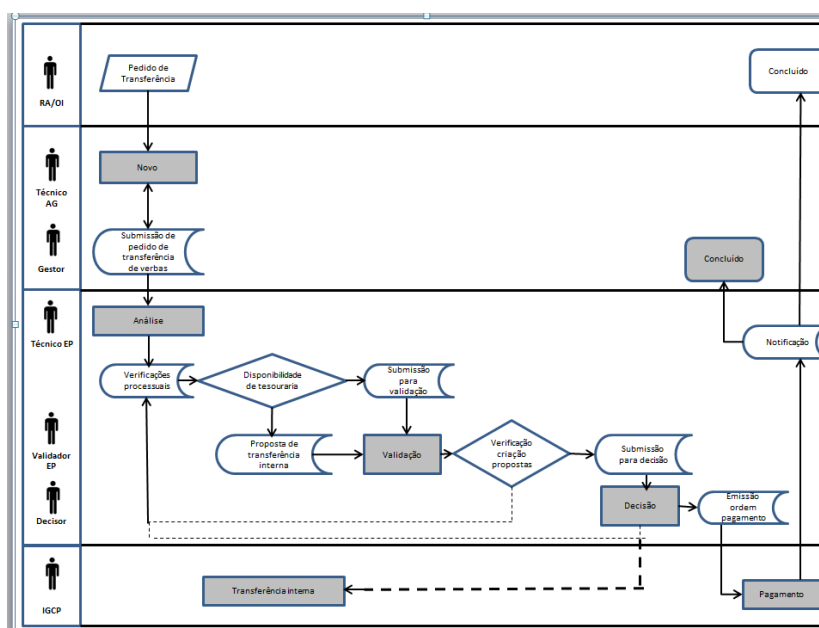 Pedido de
Transferência
Concluído
RA/OI
Novo
Técnico
AG
Submissão de
pedido de
transferência
de verbas
Gestor
Concluído
Técnico EP
Análise
Notificação
Verificações
processuais
Disponibilidade
de tesouraria
Submissão
para
validação
Validador
EP
Proposta de
transferência
interna
Validação
Verificação
criação
propostas
Submissão
para decisão
Decisor
Decisão
Emissão
ordem
pagamento
IGCP
Transferência interna
Pagamento